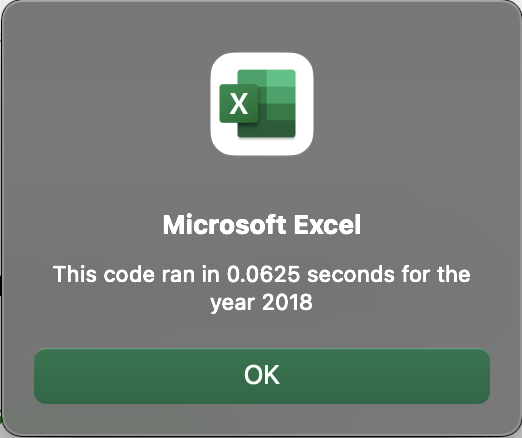 X
Microsoft Excel
This code ran in 0.0625 seconds for the
year 2018
OK